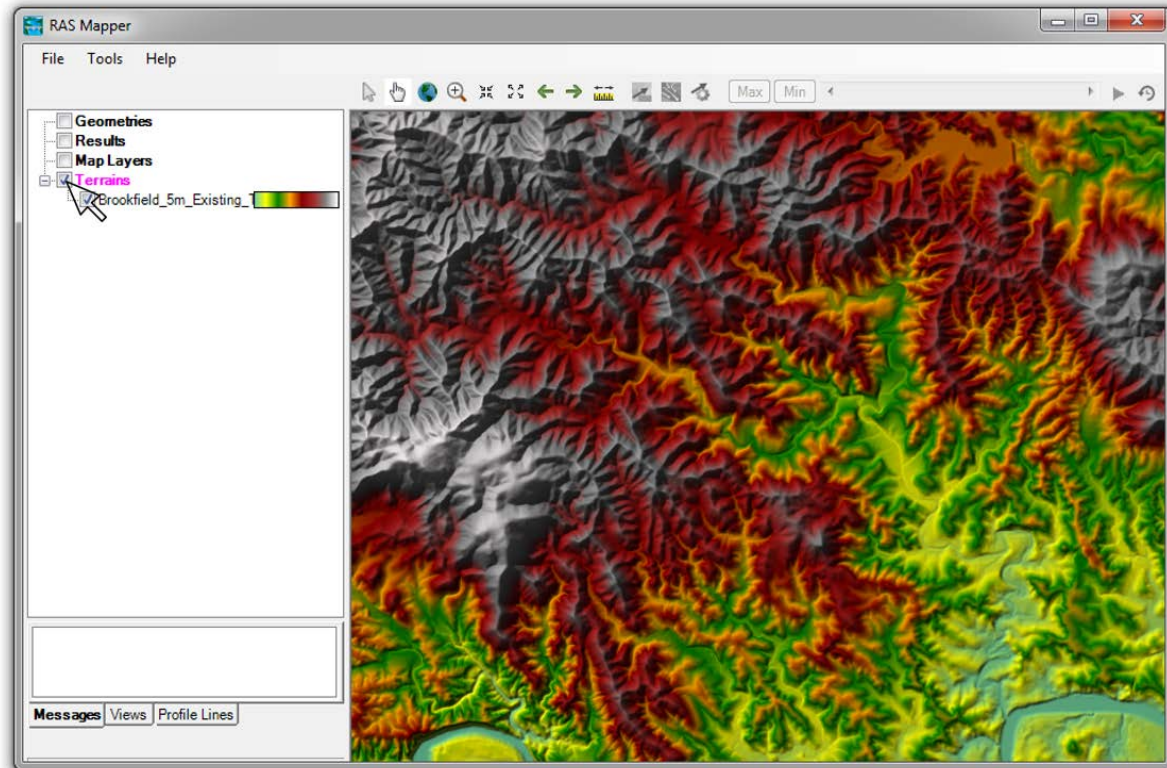 RAS Mapper
File Tools Help
Max Min
Geometries
Results
Map Layers
Terrains
Brookfield_5m_Existing_
Messages Views Profile Lines